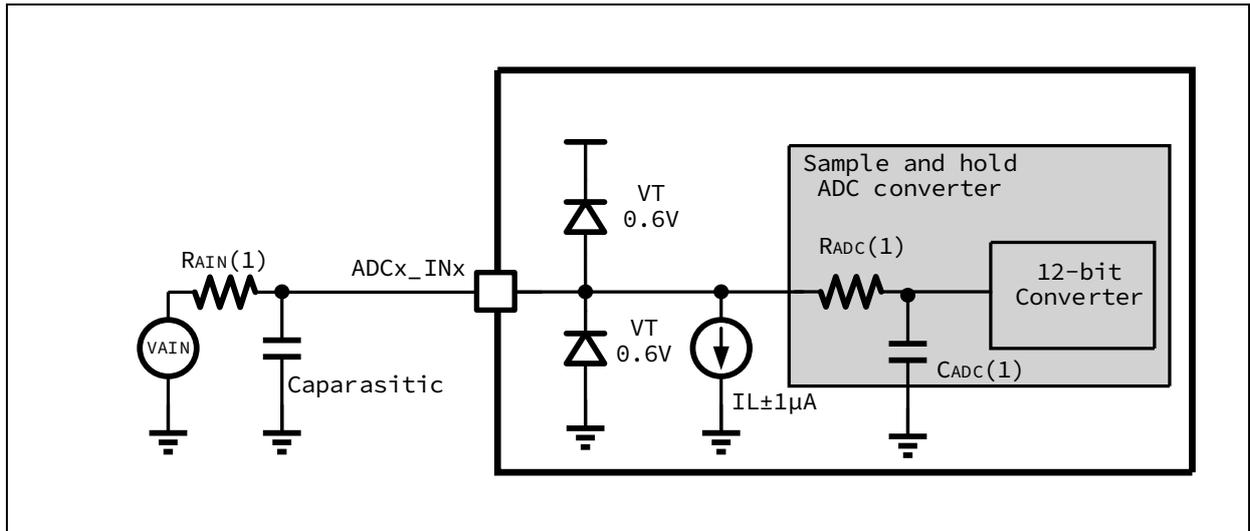 Sample and hold
ADC converter
VT
0.6V
RADC(1)
RAIN(1)
ADCx_INx
12-bit
Converter
VT
0.6V
VAIN
CADC(1)
Caparasitic
IL±1µA